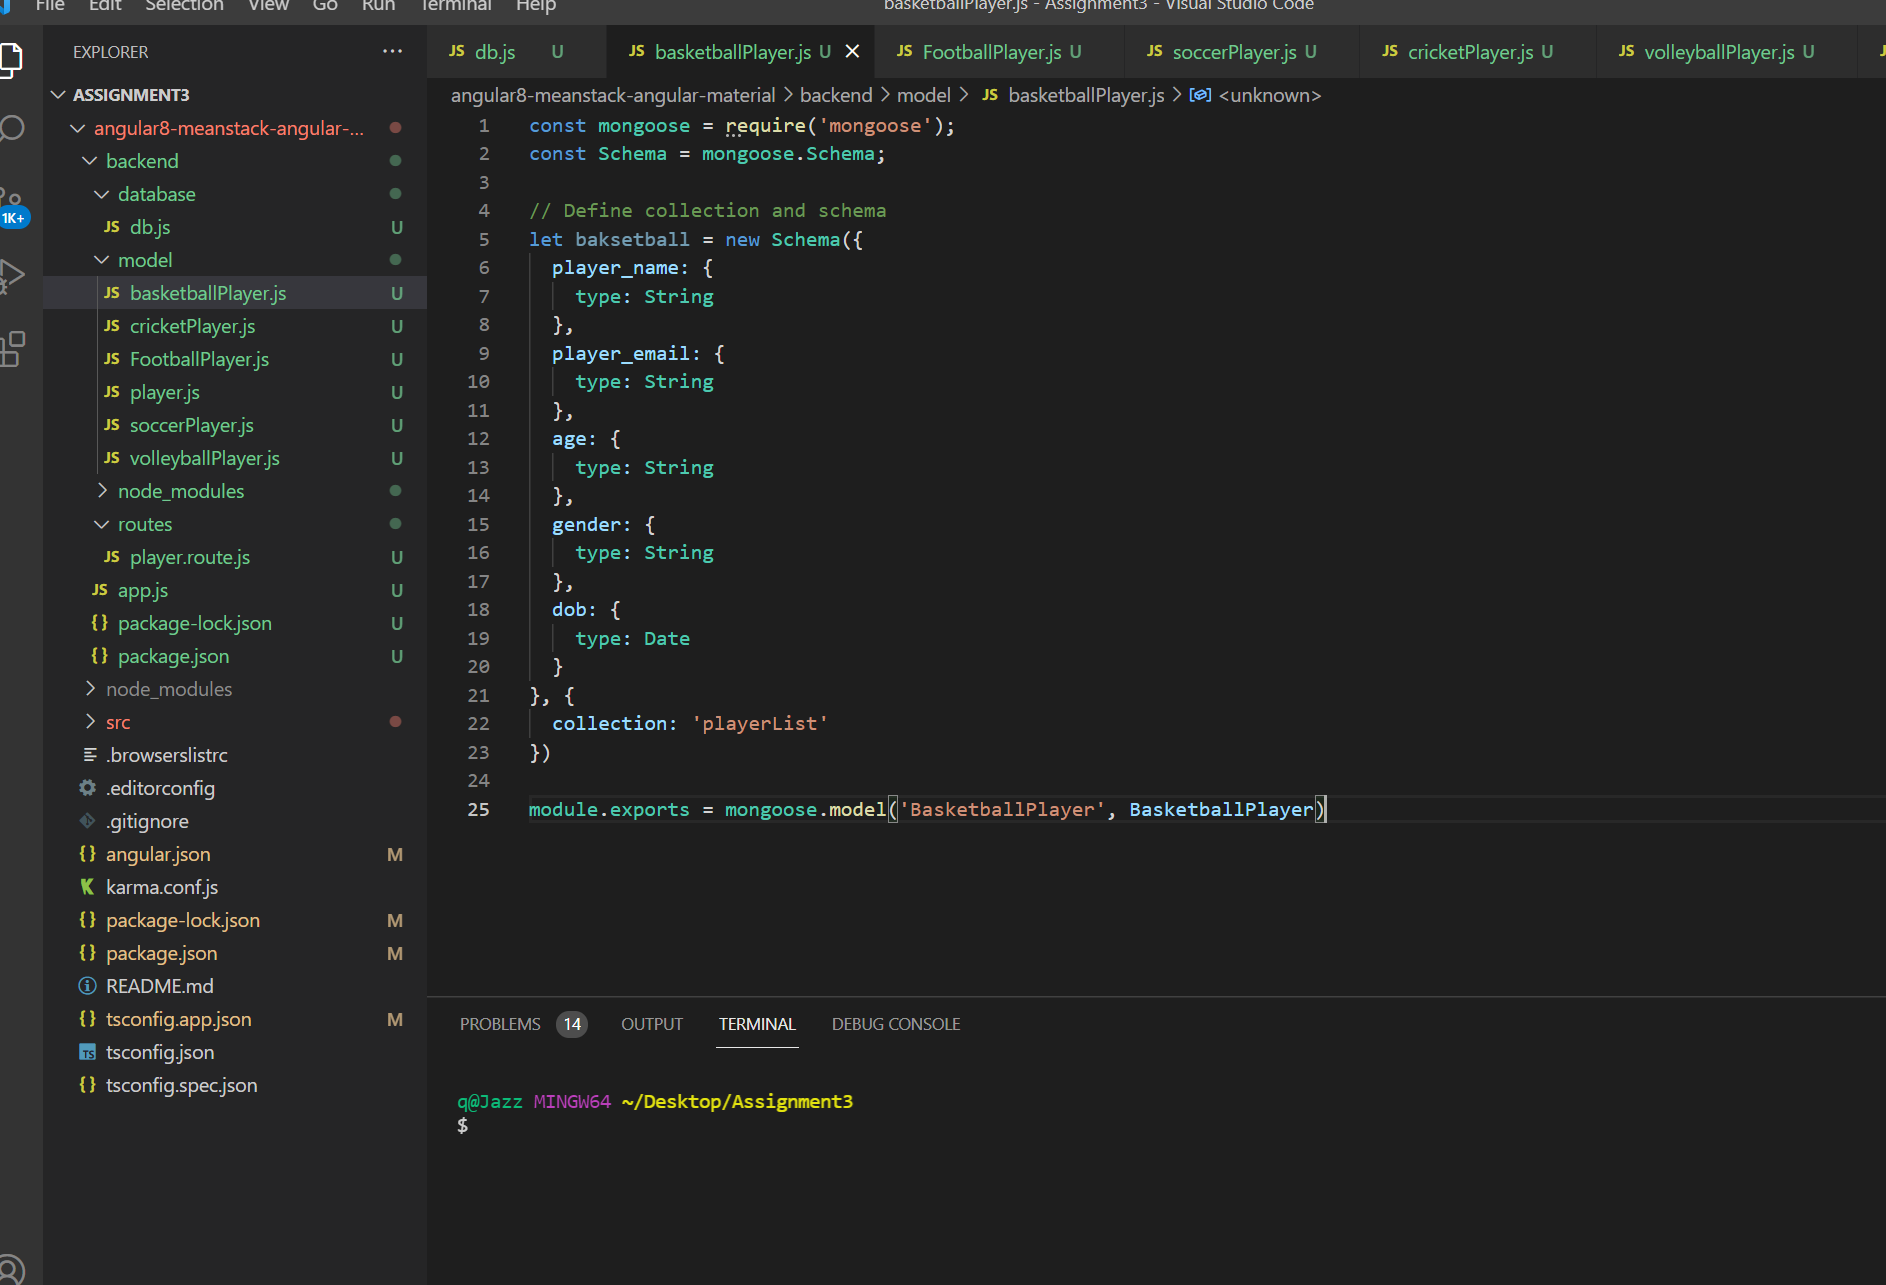 File Edit Selection View Go Run Terminal Help basketballPlayer.js - Assignment3 - Visual Studio Code
EXPLORER ...
JS db.js U JS basketballPlayer.js U JS FootballPlayer.js U JS soccerPlayer.js U JS cricketPlayer.js U JS volleyballPlayer.js U
ASSIGNMENT3
angular8-meanstack-angular-...
backend
database
JS db.js U
model
JS basketballPlayer.js U
JS cricketPlayer.js U
JS FootballPlayer.js U
JS player.js U
JS soccerPlayer.js U
JS volleyballPlayer.js U
node_modules
routes
JS player.route.js U
JS app.js U
{} package-lock.json U
{} package.json U
node_modules
src
.browserslistrc
.editorconfig
.gitignore
{} angular.json M
karma.conf.js
{} package-lock.json M
{} package.json M
README.md
{} tsconfig.app.json M
TS tsconfig.json
{} tsconfig.spec.json
1K+
angular8-meanstack-angular-material > backend > model > JS basketballPlayer.js > <unknown>
1 const mongoose = require('mongoose');
2 const Schema = mongoose.Schema;
3
4 // Define collection and schema
5 let baksetball = new Schema({
6 player_name: {
7 type: String
8 },
9 player_email: {
10 type: String
11 },
12 age: {
13 type: String
14 },
15 gender: {
16 type: String
17 },
18 dob: {
19 type: Date
20 }
21 }, {
22 collection: 'playerList'
23 })
24
25 module.exports = mongoose.model('BasketballPlayer', BasketballPlayer)
PROBLEMS 14 OUTPUT TERMINAL DEBUG CONSOLE
q@Jazz MINGW64 ~/Desktop/Assignment3
$